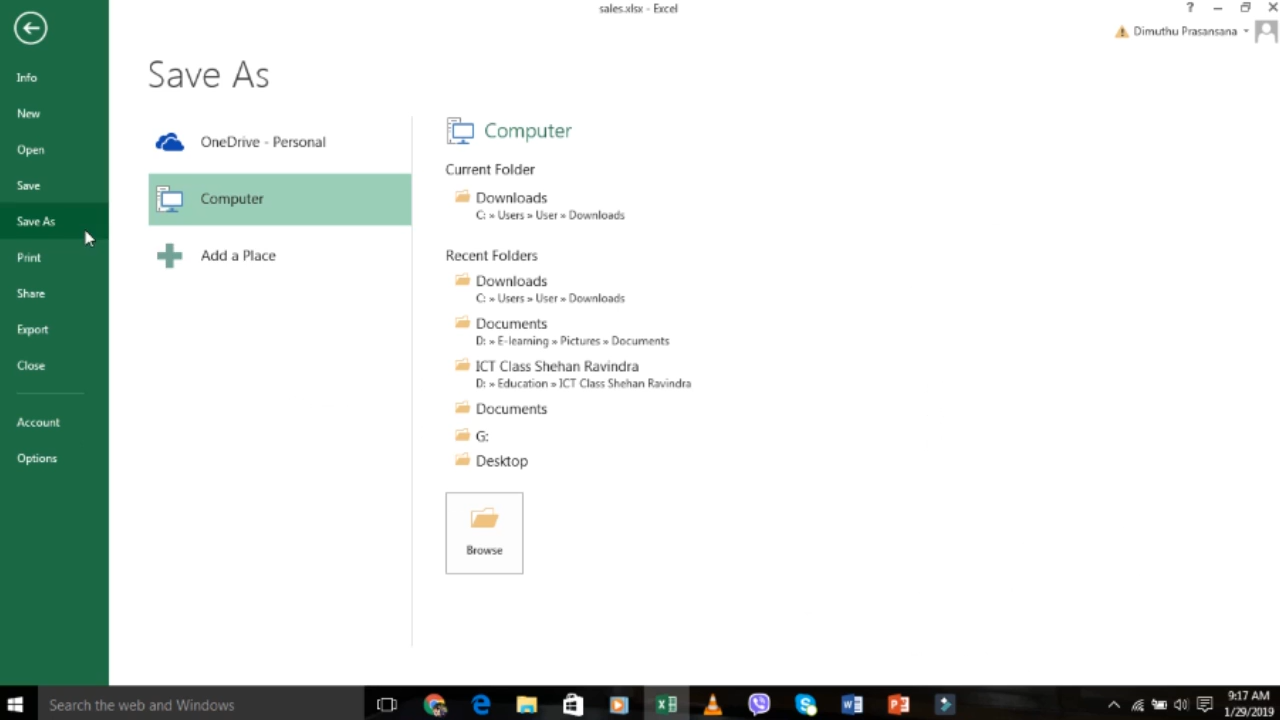 sales.xlsx - Excel
?
Dimuthu Prasansana
Info
New
Open
Save
Save As
Print
Share
Export
Close
Account
Options
Save As
OneDrive - Personal
Computer
Add a Place
Computer
Current Folder
Downloads
C: » Users » User » Downloads
Recent Folders
Downloads
C: » Users » User » Downloads
Documents
D: » E-learning » Pictures » Documents
ICT Class Shehan Ravindra
D: » Education » ICT Class Shehan Ravindra
Documents
G:
Desktop
Browse
Search the web and Windows
9:17 AM
1/29/2019